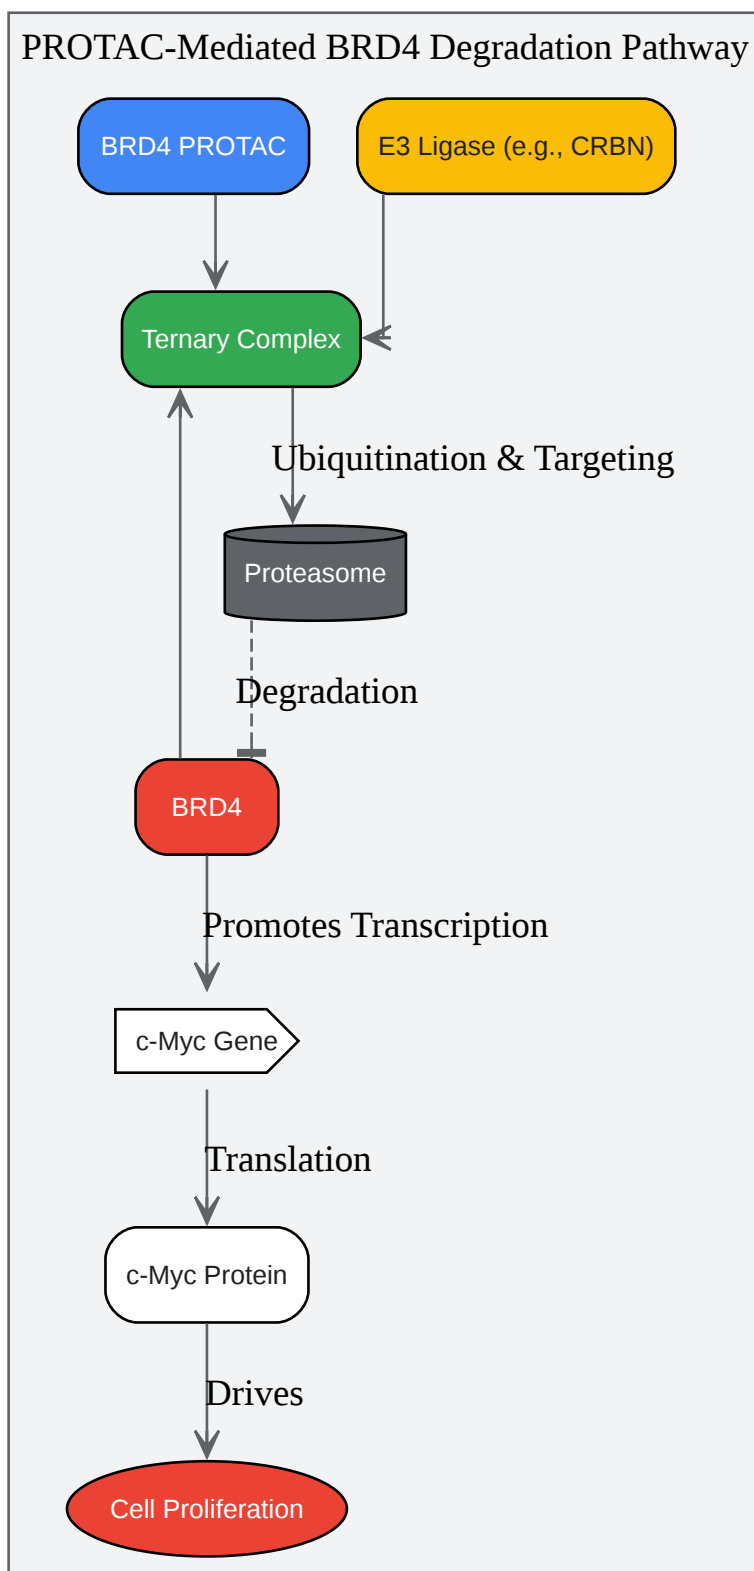 PROTAC-Mediated BRD4 Degradation Pathway
BRD4 PROTAC
E3 Ligase (e.g., CRBN)
Ternary Complex
Ubiquitination & Targeting
Proteasome
Degradation
BRD4
Promotes Transcription
c-Myc Gene
Translation
c-Myc Protein
Drives
Cell Proliferation